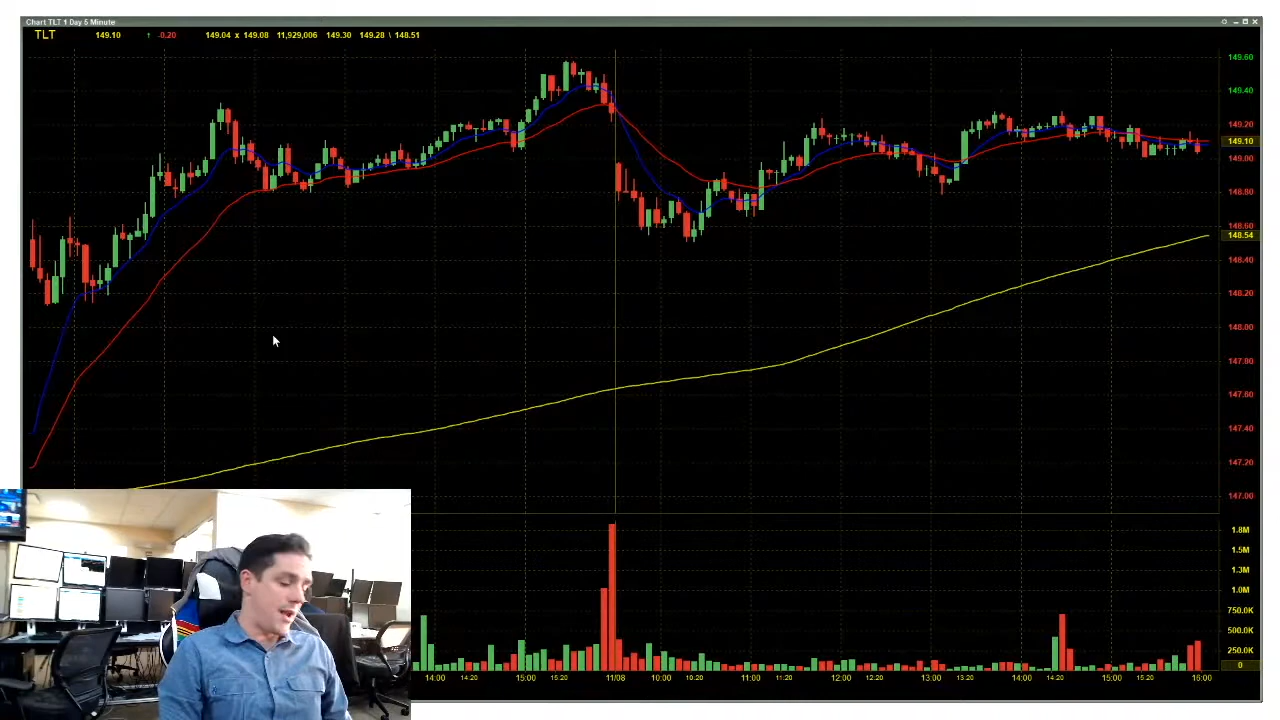 Chart TLT 1 Day 5 Minute
TLT 149.10 ↑ -0.20 149.04 x 149.08 11,929,006 149.30 149.28 \ 148.51
149.60
149.40
149.20
149.10
149.00
148.80
148.60
148.54
148.40
148.20
148.00
147.80
147.60
147.40
147.20
147.00
1.8M
1.5M
1.3M
1.0M
750.0K
500.0K
250.0K
0
14:00 14:20 15:00 15:20 11/08 10:00 10:20 11:00 11:20 12:00 12:20 13:00 13:20 14:00 14:20 15:00 15:20 16:00